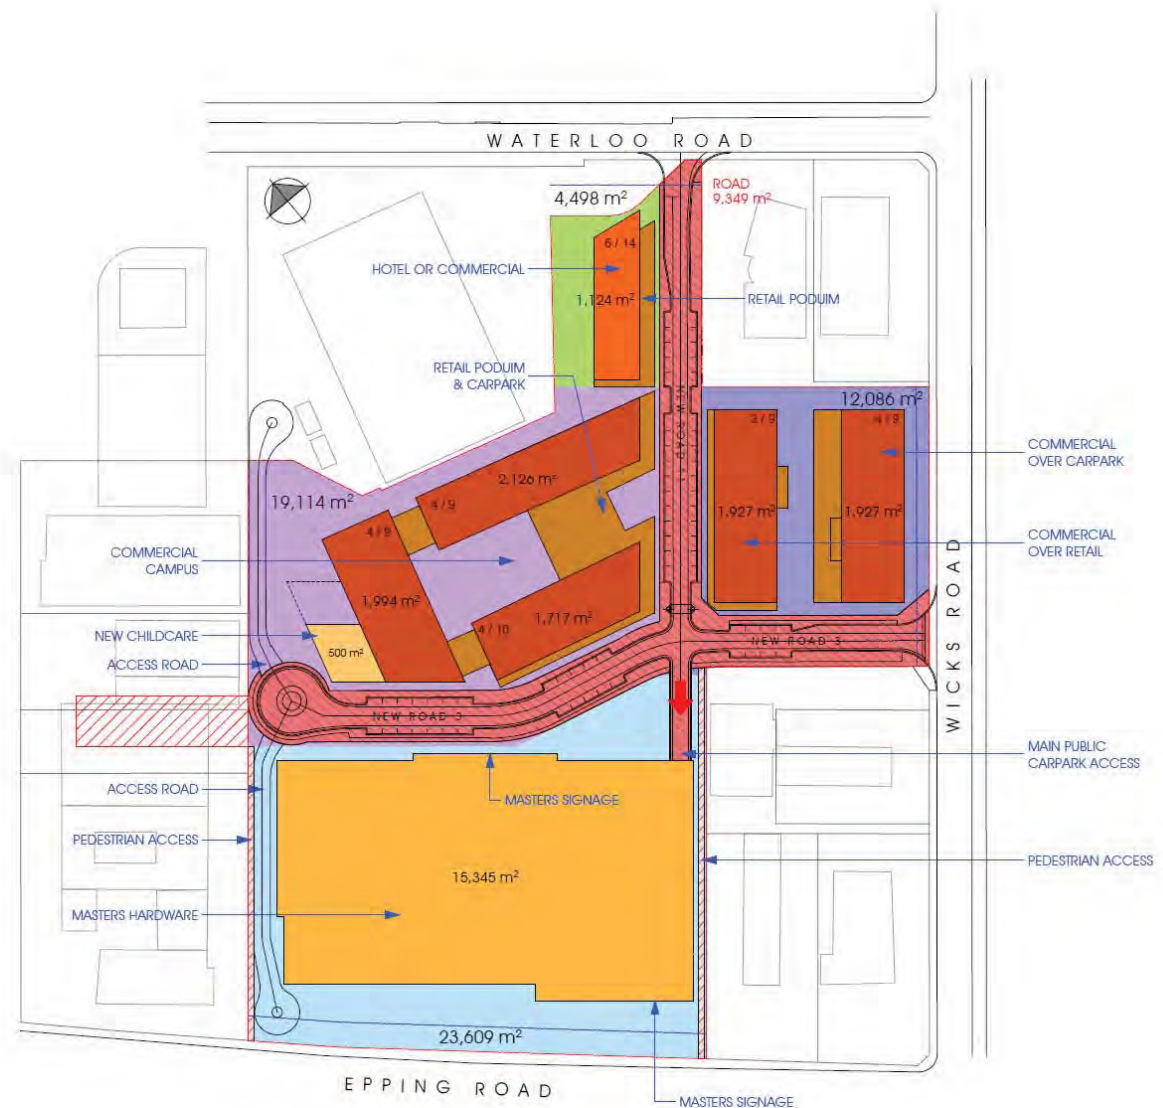 WATERLOO ROAD
ROAD
9,349 m²
4,498 m²
6 / 14
HOTEL OR COMMERCIAL
1,124 m²
RETAIL PODUIM
RETAIL PODUIM
& CARPARK
NEW ROAD
12,086 m²
3 / 9
4 / 9
COMMERCIAL
OVER CARPARK
2,126 m²
19,114 m²
4 / 9
4 / 9
1,927 m²
1,927 m²
COMMERCIAL
OVER RETAIL
COMMERCIAL
CAMPUS
1,994 m²
1,717 m²
NEW CHILDCARE
4 / 10
500 m²
NEW ROAD 3
ACCESS ROAD
WICKS ROAD
NEW ROAD 3
MAIN PUBLIC
CARPARK ACCESS
ACCESS ROAD
MASTERS SIGNAGE
PEDESTRIAN ACCESS
PEDESTRIAN ACCESS
15,345 m²
MASTERS HARDWARE
23,609 m²
EPPING ROAD
MASTERS SIGNAGE